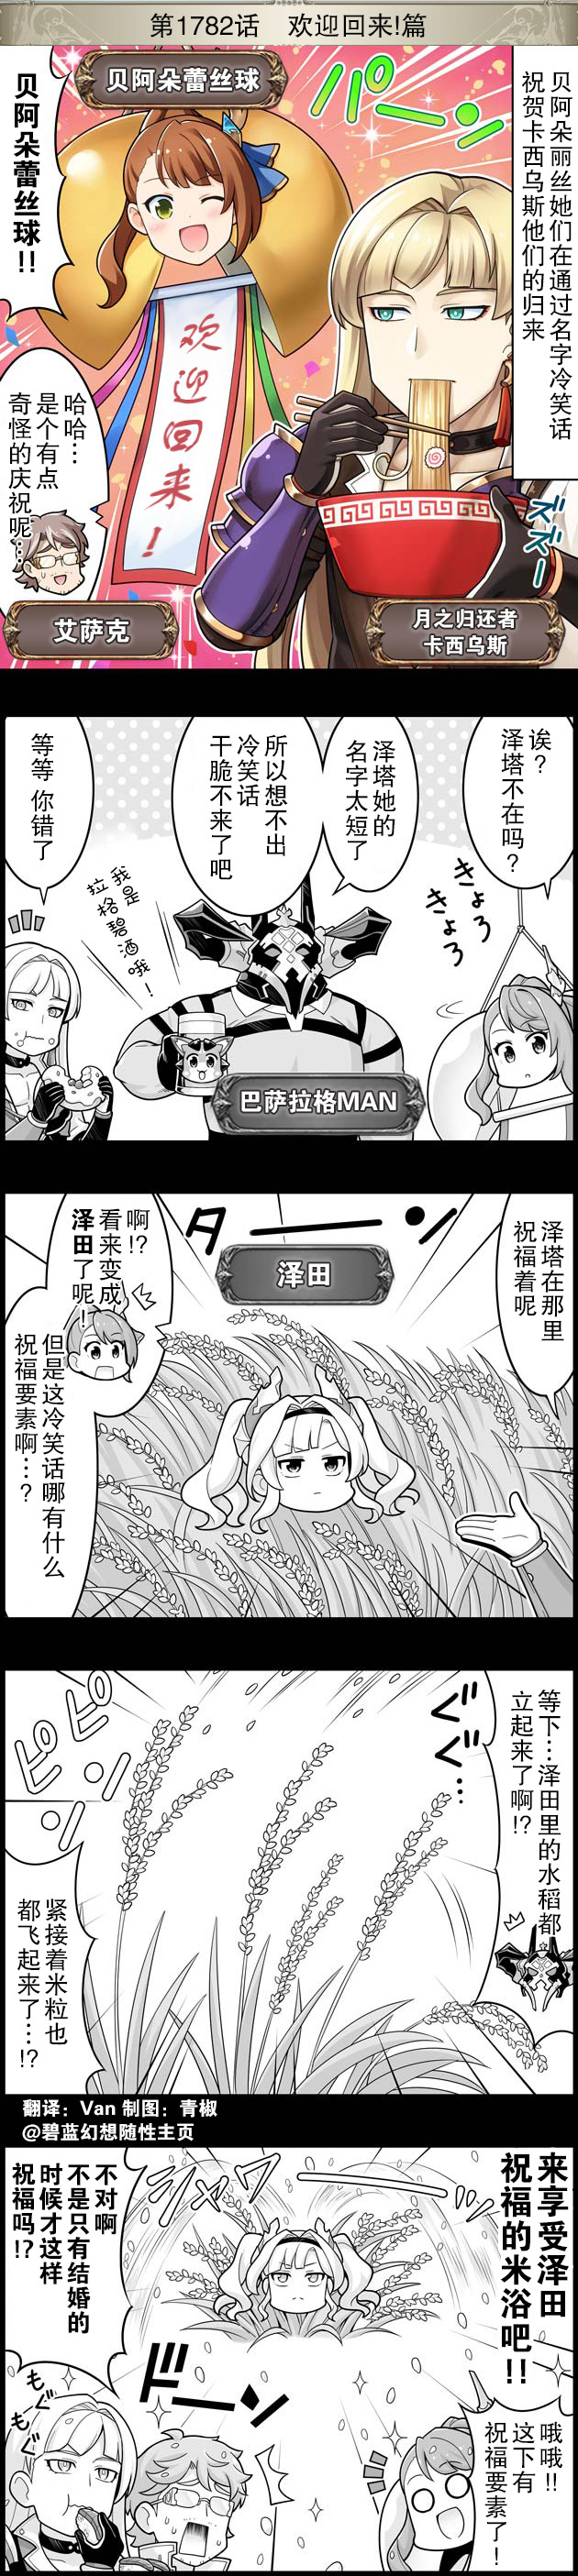 第1782话　欢迎回来!篇
贝阿朵丽丝她们在通过名字冷笑话
祝贺卡西乌斯他们的归来
パーン
贝阿朵蕾丝球
贝阿朵蕾丝球!!
欢迎回来！
哈哈…
是个有点
奇怪的庆祝呢…
ズズー
艾萨克
月之归还者
卡西乌斯
诶？
泽塔不在吗？
きょろ
きょろ
泽塔她的
名字太短了
所以想不出
冷笑话
干脆不来了吧
我是
拉格碧酒哦！
等等 你错了
巴萨拉格MAN
泽塔在那里
祝福着呢
ターーン
泽田
啊!?
看来变成
泽田了呢！
但是这冷笑话哪有什么
祝福要素啊…？
等下…泽田里的水稻都
立起来了啊!?
ぐぐ…
ピンピン
紧接着米粒也
都飞起来了…!?
翻译：Van 制图：青椒
@碧蓝幻想随性主页
来享受泽田
祝福的米浴吧!!
シャワーー
不对啊
不是只有结婚的
时候才这样
祝福吗!?
ドーン
哦哦!!
这下有
祝福要素了！
もぐ
もぐ